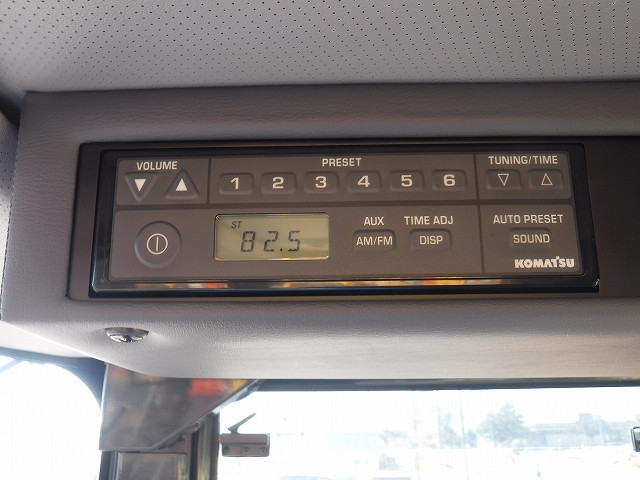 VOLUME
PRESET
TUNING/TIME
1 2 3 4 5 6
ST
82.5
AUX
AM/FM
TIME ADJ
DISP
AUTO PRESET
SOUND
KOMATSU